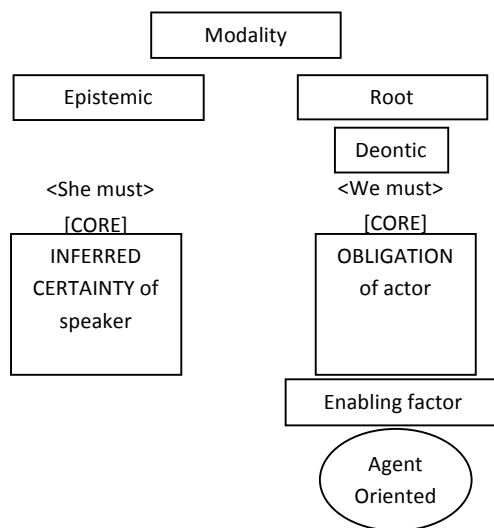 Modality
Epistemic
Root
Deontic
<She must>
<We must>
[CORE]
[CORE]
INFERRED
CERTAINTY of
speaker
OBLIGATION
of actor
Enabling factor
Agent
Oriented